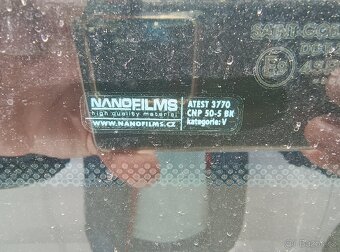 NANOFILMS
high quality material
WWW.NANOFILMS.CZ
ATEST 3770
CNP 50-5 BK
kategorie: V